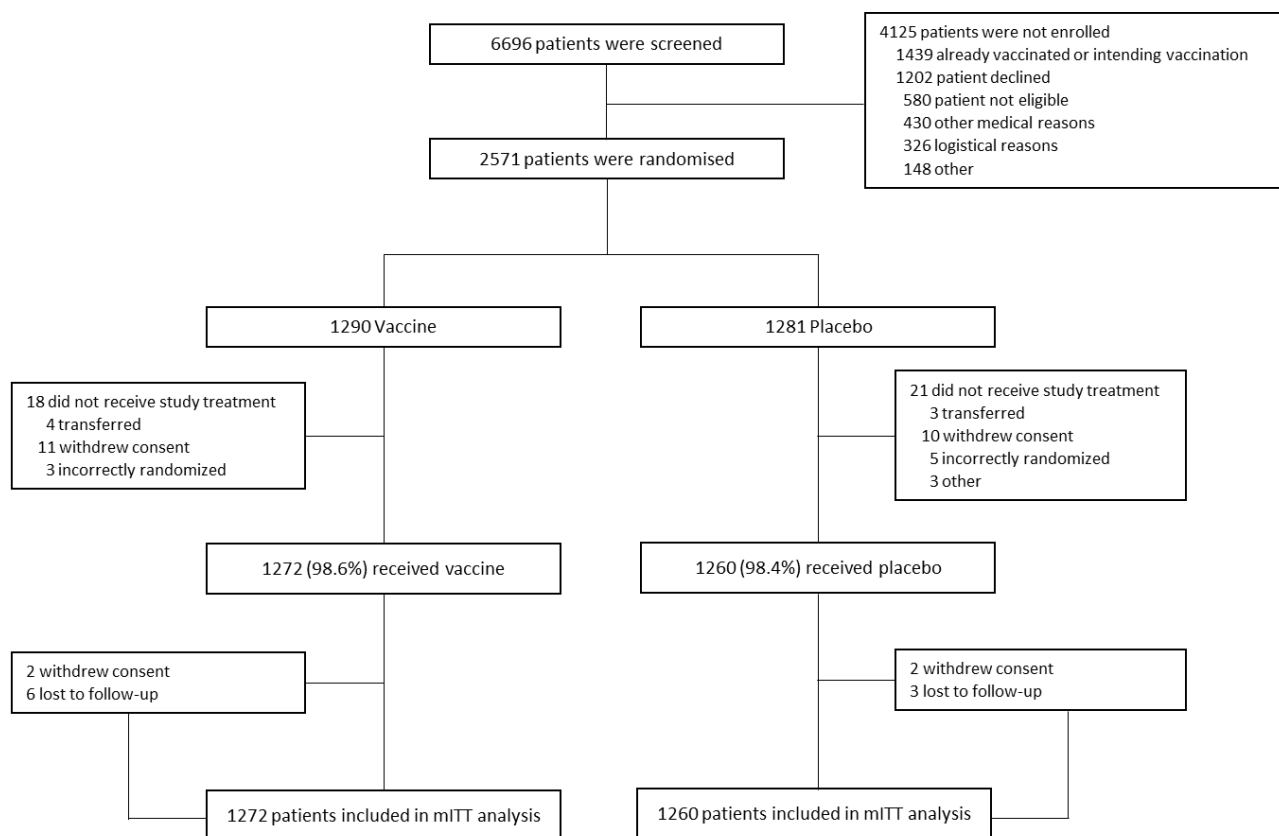 6696 patients were screened
4125 patients were not enrolled
1439 already vaccinated or intending vaccination
1202 patient declined
580 patient not eligible
430 other medical reasons
326 logistical reasons
148 other
2571 patients were randomised
1290 Vaccine
1281 Placebo
18 did not receive study treatment
4 transferred
11 withdrew consent
3 incorrectly randomized
21 did not receive study treatment
3 transferred
10 withdrew consent
5 incorrectly randomized
3 other
1272 (98.6%) received vaccine
1260 (98.4%) received placebo
2 withdrew consent
6 lost to follow-up
2 withdrew consent
3 lost to follow-up
1272 patients included in mITT analysis
1260 patients included in mITT analysis